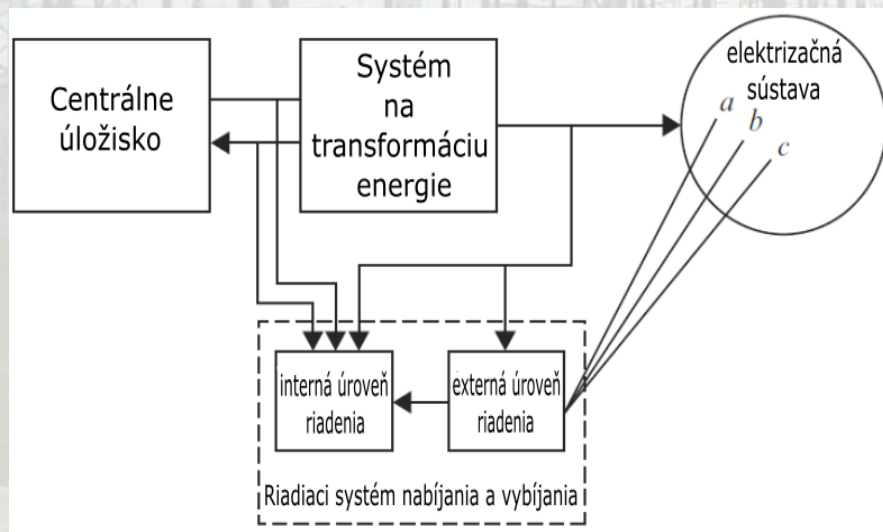 Centrálne
úložisko
Systém
na
transformáciu
energie
elektrizačná
sústava
a
b
c
interná úroveň
riadenia
externá úroveň
riadenia
Riadiaci systém nabíjania a vybíjania